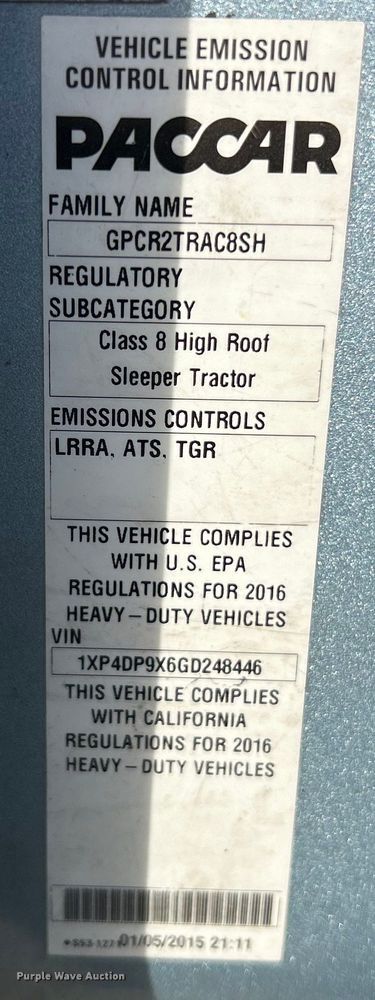 VEHICLE EMISSION
CONTROL INFORMATION
PACCAR
FAMILY NAME
GPCR2TRAC8SH
REGULATORY
SUBCATEGORY
Class 8 High Roof
Sleeper Tractor
EMISSIONS CONTROLS
LRRA, ATS, TGR
THIS VEHICLE COMPLIES
WITH U.S. EPA
REGULATIONS FOR 2016
HEAVY-DUTY VEHICLES
VIN
1XP4DP9X6GD248446
THIS VEHICLE COMPLIES
WITH CALIFORNIA
REGULATIONS FOR 2016
HEAVY-DUTY VEHICLES
01/05/2015 21:11
Purple Wave Auction